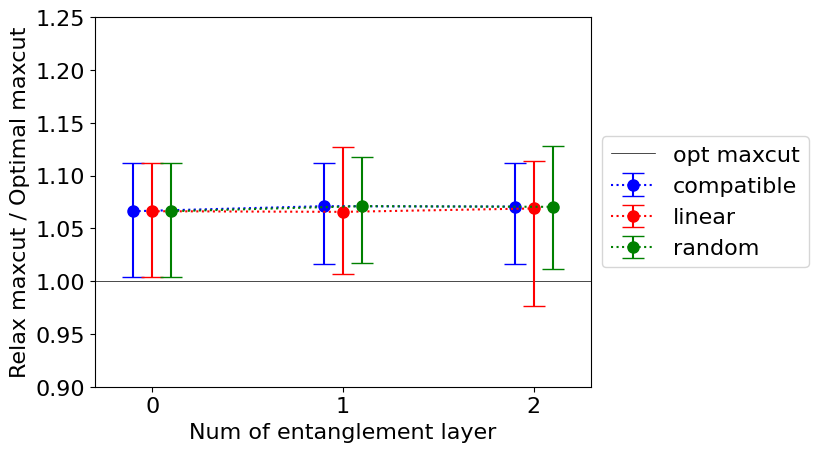 1.25
1.20
1.15
1.10
1.05
1.00
0.95
0.90
Relax maxcut / Optimal maxcut
0 1 2
Num of entanglement layer
opt maxcut
compatible
linear
random